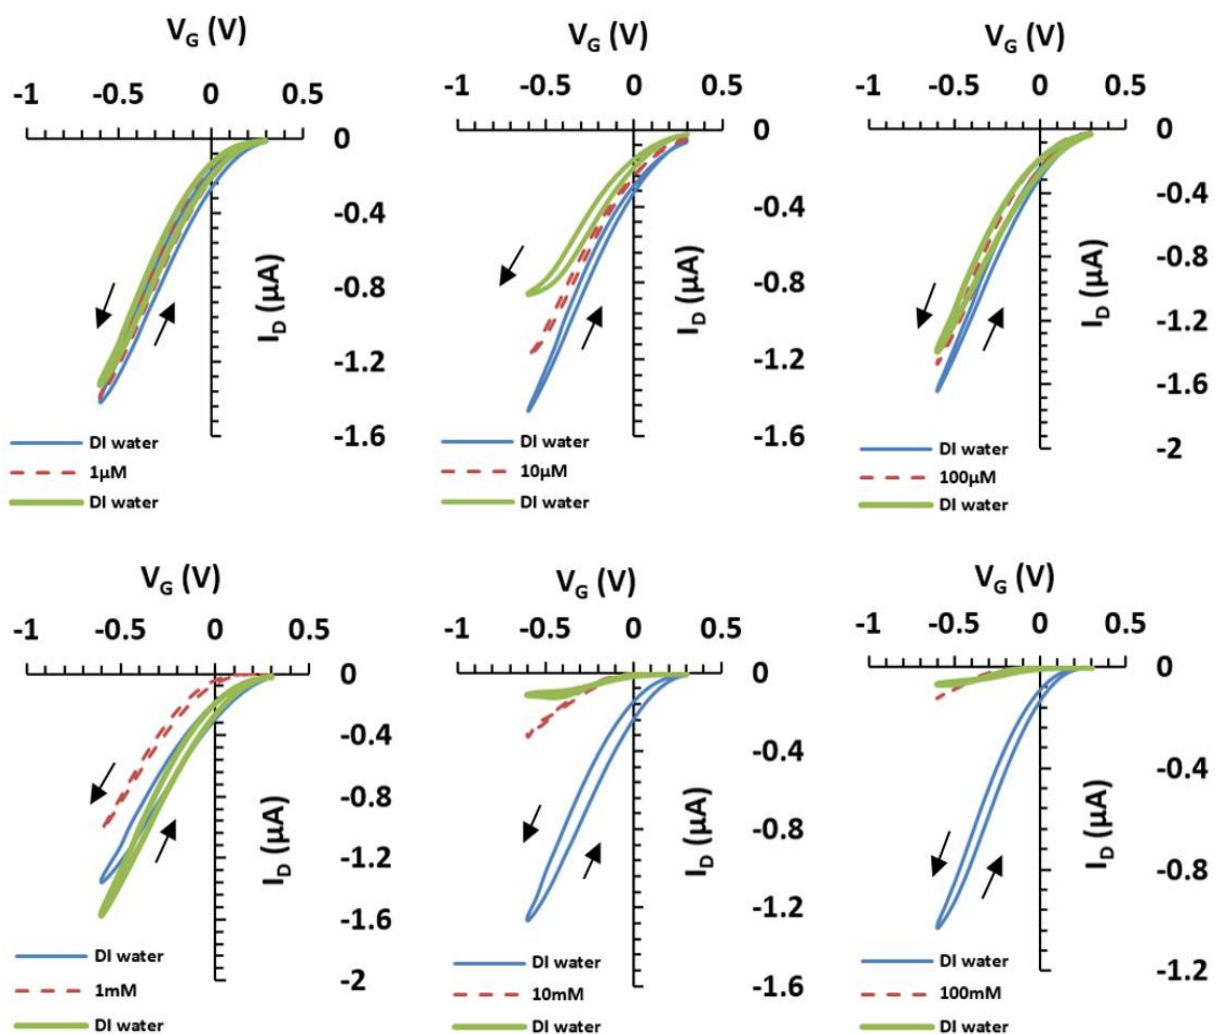 V_G (V)
-1 -0.5 0 0.5
0
-0.4
-0.8
-1.2
-1.6
I_D (µA)
DI water
1µM
DI water
V_G (V)
-1 -0.5 0 0.5
0
-0.4
-0.8
-1.2
-1.6
I_D (µA)
DI water
10µM
DI water
V_G (V)
-1 -0.5 0 0.5
0
-0.4
-0.8
-1.2
-1.6
-2
I_D (µA)
DI water
100µM
DI water
V_G (V)
-1 -0.5 0 0.5
0
-0.4
-0.8
-1.2
-1.6
-2
I_D (µA)
DI water
1mM
DI water
V_G (V)
-1 -0.5 0 0.5
0
-0.4
-0.8
-1.2
-1.6
I_D (µA)
DI water
10mM
DI water
V_G (V)
-1 -0.5 0 0.5
0
-0.4
-0.8
-1.2
I_D (µA)
DI water
100mM
DI water